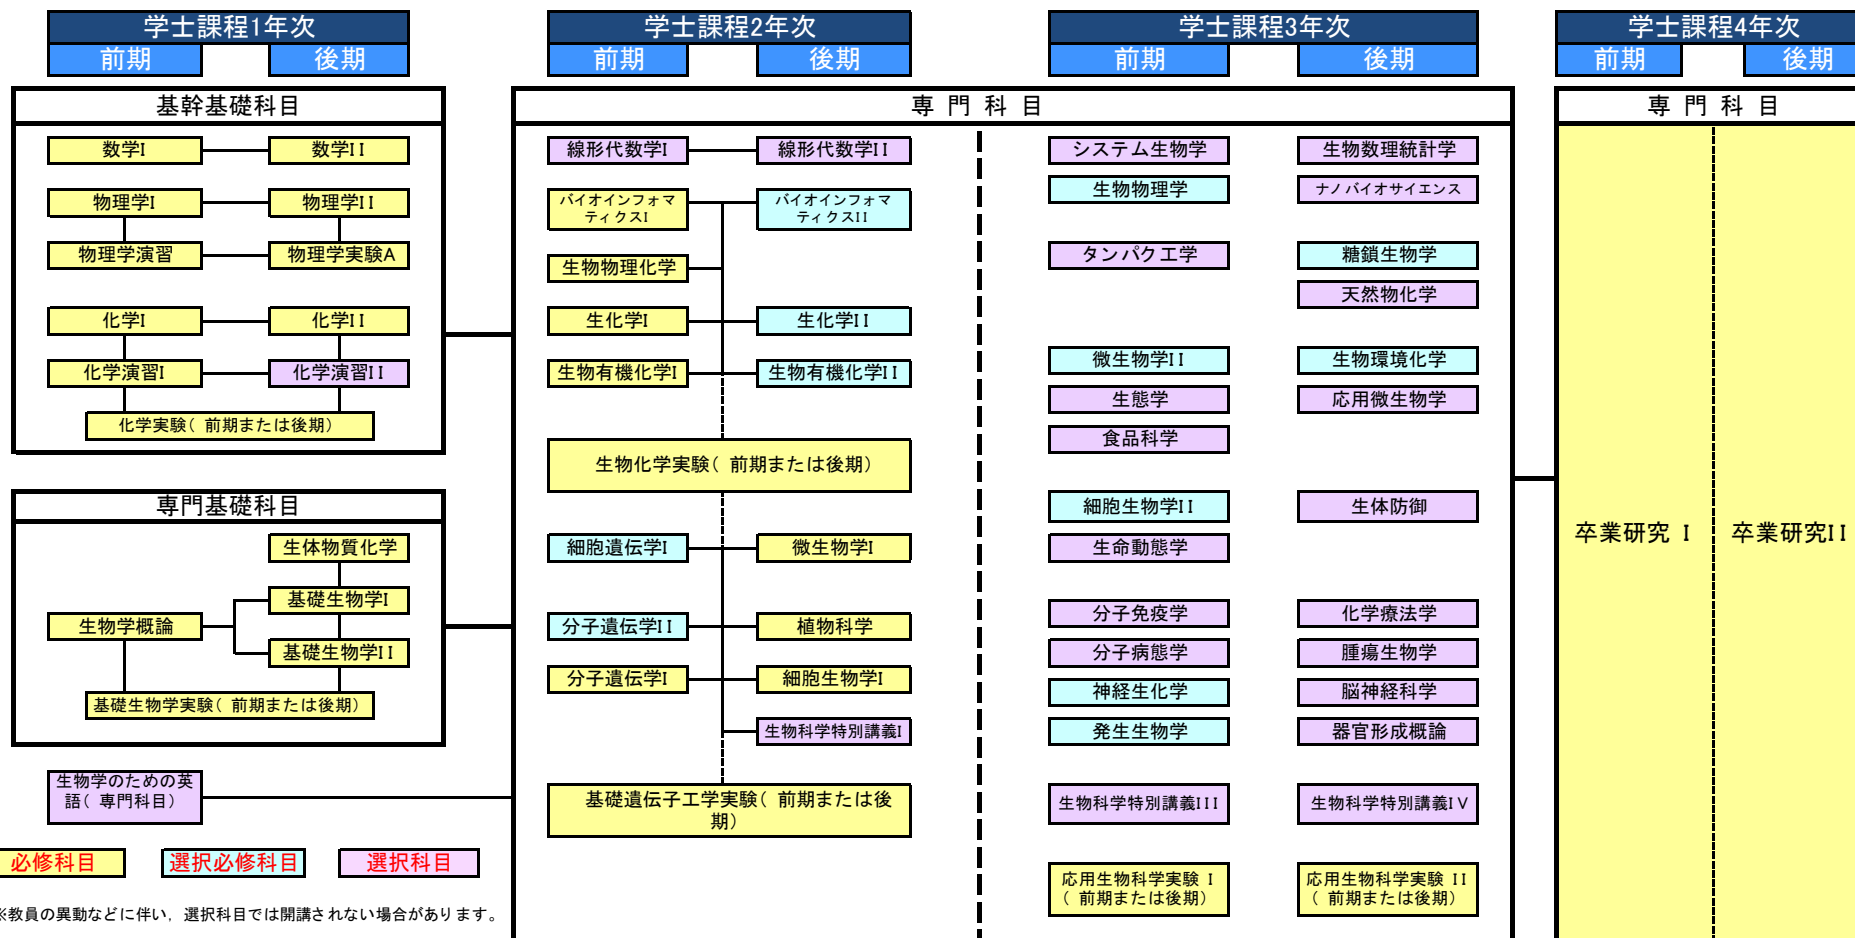 学士課程1年次
前期
後期
学士課程2年次
前期
後期
学士課程3年次
前期
後期
学士課程4年次
前期
後期
基幹基礎科目
数学I
数学II
物理学I
物理学II
物理学演習
物理学実験A
化学I
化学II
化学演習I
化学演習II
化学実験( 前期または後期)
専門基礎科目
生体物質化学
基礎生物学I
生物学概論
基礎生物学II
基礎生物学実験( 前期または後期)
生物学のための英
語( 専門科目)
必修科目
選択必修科目
選択科目
※教員の異動などに伴い, 選択科目では開講されない場合があります。
専 門 科 目
線形代数学I
線形代数学II
バイオインフォマ
ティクスI
バイオインフォマ
ティクスII
生物物理化学
生化学I
生化学II
生物有機化学I
生物有機化学II
生物化学実験( 前期または後期)
細胞遺伝学I
微生物学I
分子遺伝学II
植物科学
分子遺伝学I
細胞生物学I
生物科学特別講義I
基礎遺伝子工学実験( 前期または後
期)
システム生物学
生物数理統計学
生物物理学
ナノバイオサイエンス
タンパク工学
糖鎖生物学
天然物化学
微生物学II
生物環境化学
生態学
応用微生物学
食品科学
細胞生物学II
生体防御
生命動態学
分子免疫学
化学療法学
分子病態学
腫瘍生物学
神経生化学
脳神経科学
発生生物学
器官形成概論
生物科学特別講義III
生物科学特別講義IV
応用生物科学実験 I
( 前期または後期)
応用生物科学実験 II
( 前期または後期)
専 門 科 目
卒業研究 I
卒業研究II